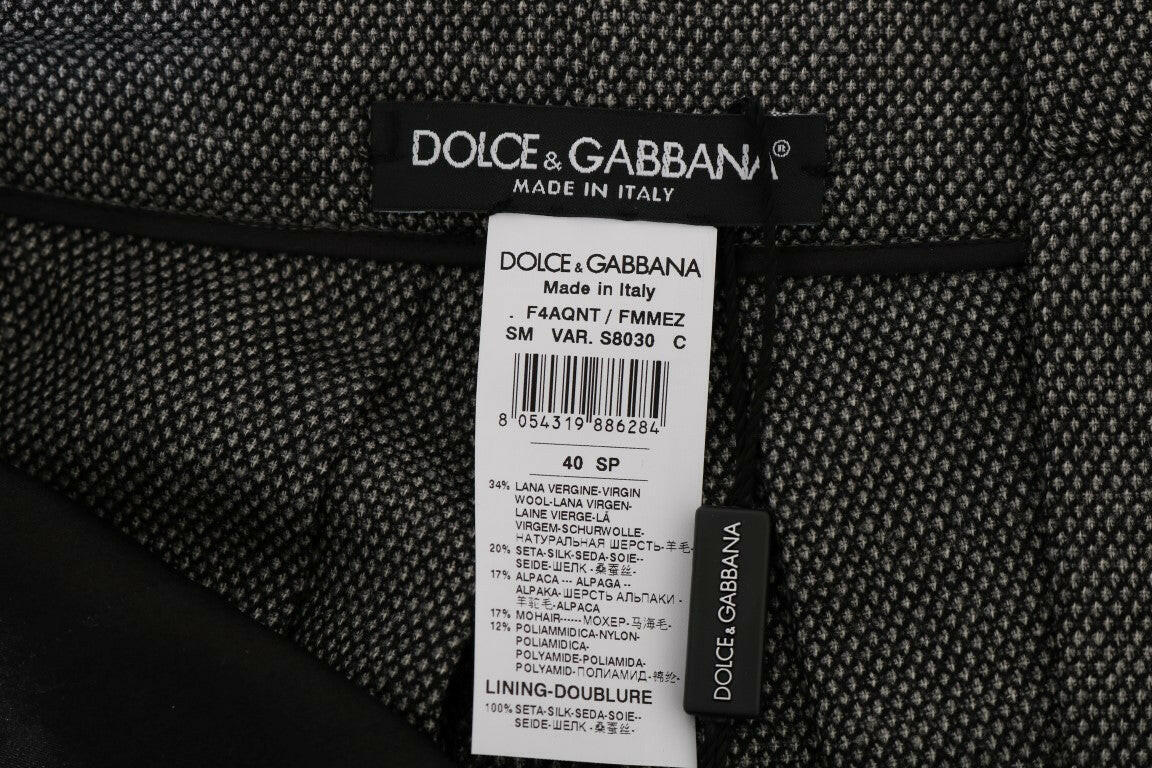 DOLCE & GABBANA®
MADE IN ITALY
DOLCE & GABBANA
Made in Italy
. F4AQNT / FMMEZ
SM VAR. S8030 C
8 054319 886284
40 SP
34% LANA VERGINE-VIRGIN
WOOL-LANA VIRGEN-
LAINE VIERGE-LÃ
VIRGEM-SCHURWOLLE-
НАТУРАЛЬНАЯ ШЕРСТЬ-羊毛-
20% SETA-SILK-SEDA-SOIE--
SEIDE-ШЕЛК -桑蚕丝-
17% ALPACA --- ALPAGA --
ALPAKA-ШЕРСТЬ АЛЬПАКИ -
羊驼毛-ALPACA
17% MOHAIR------МОХЕР-马海毛-
12% POLIAMMIDICA-NYLON-
POLIAMIDICA-
POLYAMIDE-POLIAMIDA-
POLYAMID-ПОЛИАМИД-锦纶-
LINING-DOUBLURE
100% SETA-SILK-SEDA-SOIE--
SEIDE-ШЕЛК -桑蚕丝-
DOLCE & GABBANA